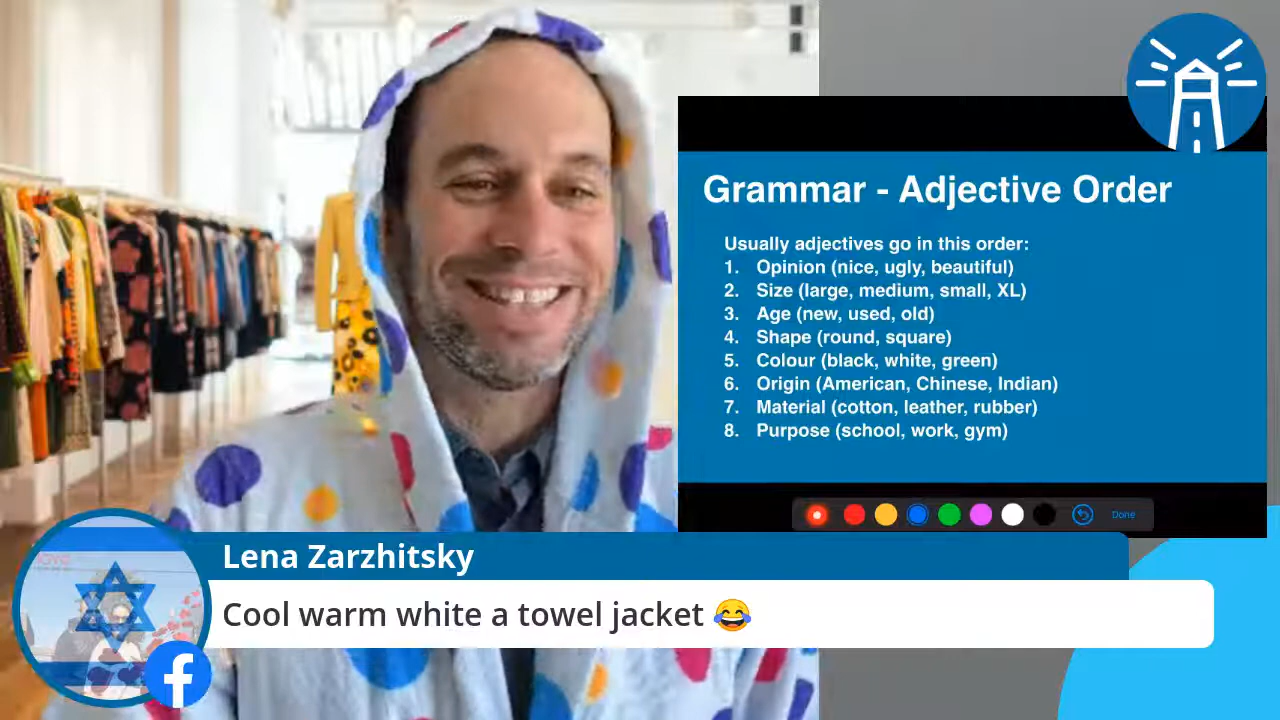 Grammar - Adjective Order
Usually adjectives go in this order:
1. Opinion (nice, ugly, beautiful)
2. Size (large, medium, small, XL)
3. Age (new, used, old)
4. Shape (round, square)
5. Colour (black, white, green)
6. Origin (American, Chinese, Indian)
7. Material (cotton, leather, rubber)
8. Purpose (school, work, gym)
Done
Lena Zarzhitsky
Cool warm white a towel jacket 😂